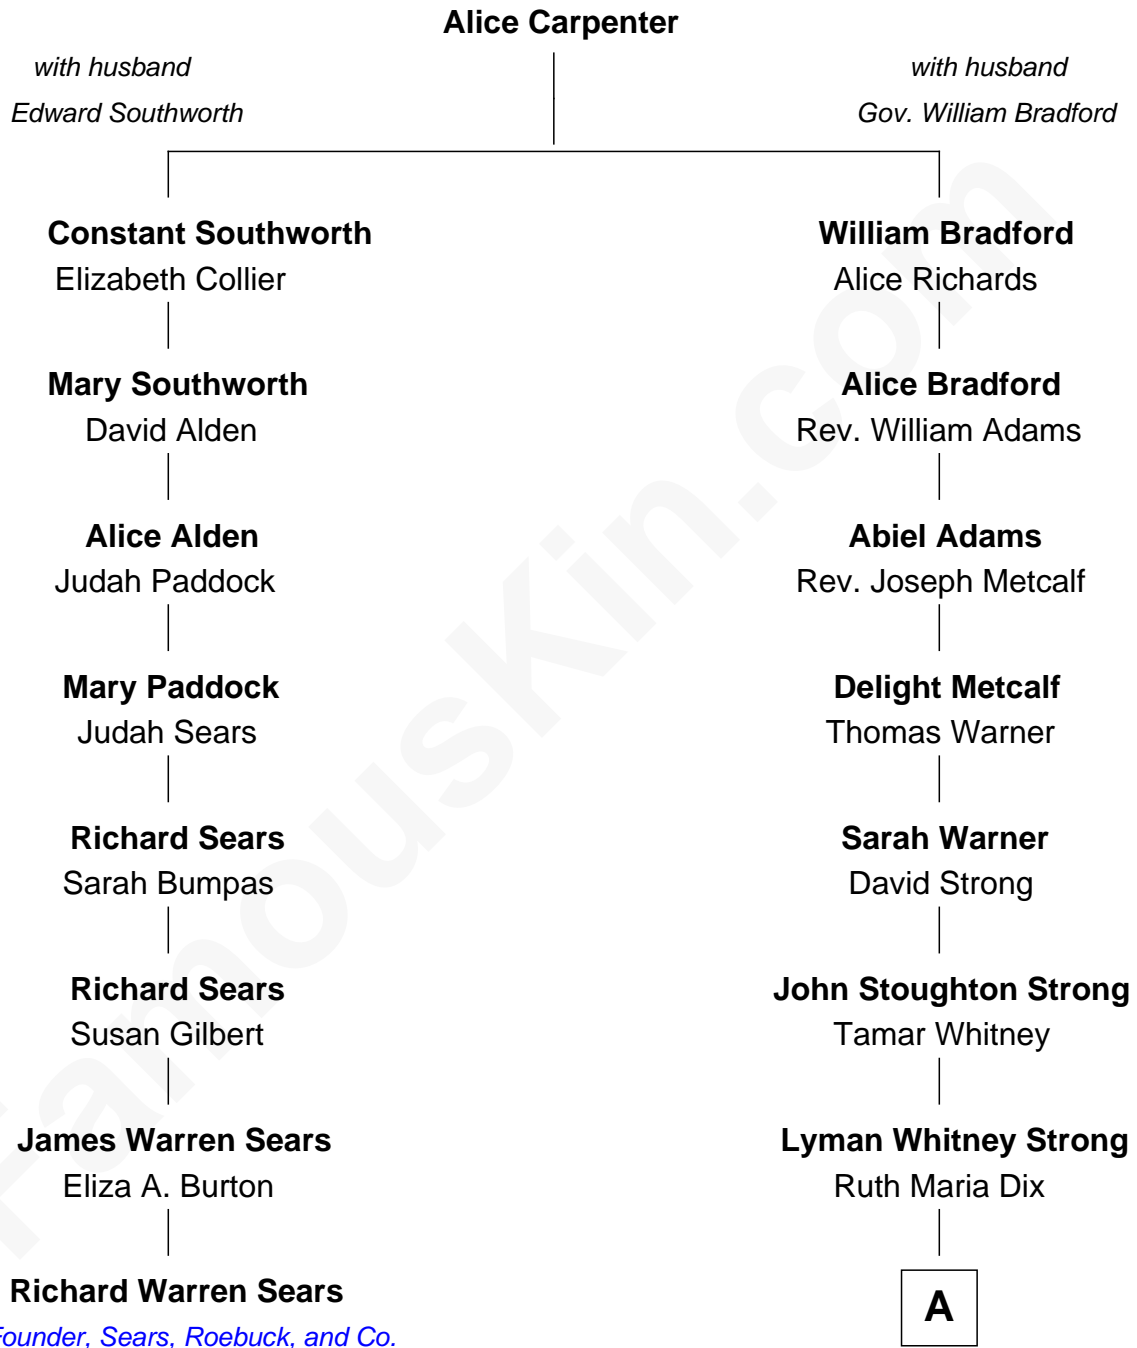 Alice Carpenter
with husband
Edward Southworth
with husband
Gov. William Bradford
Constant Southworth
Elizabeth Collier
Mary Southworth
David Alden
Alice Alden
Judah Paddock
Mary Paddock
Judah Sears
Richard Sears
Sarah Bumpas
Richard Sears
Susan Gilbert
James Warren Sears
Eliza A. Burton
Richard Warren Sears
Founder, Sears, Roebuck, and Co.
William Bradford
Alice Richards
Alice Bradford
Rev. William Adams
Abiel Adams
Rev. Joseph Metcalf
Delight Metcalf
Thomas Warner
Sarah Warner
David Strong
John Stoughton Strong
Tamar Whitney
Lyman Whitney Strong
Ruth Maria Dix
A
FamousKin.com